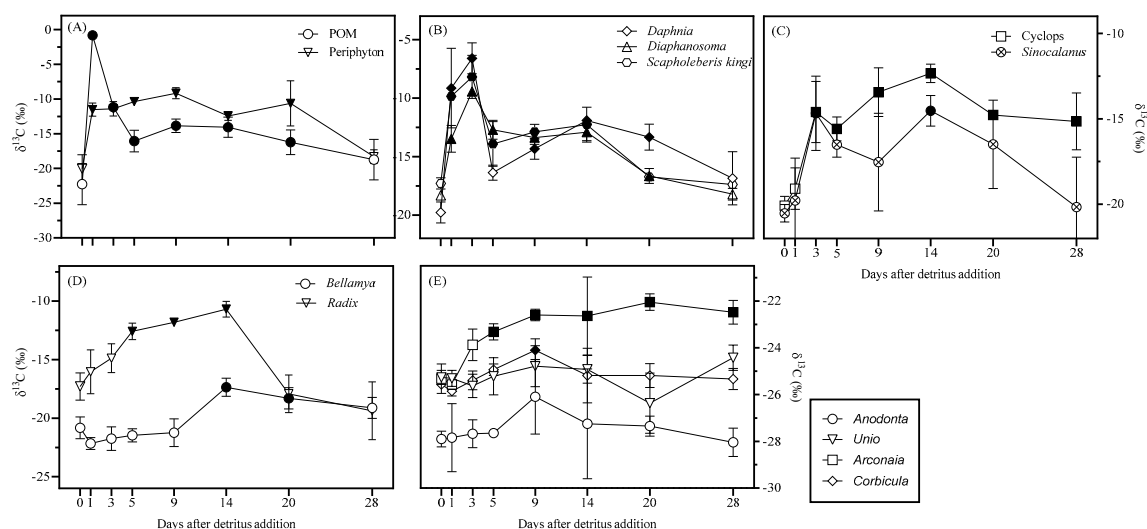 (A)
POM
Periphyton
0
-5
-10
-15
-20
-25
-30
δ13C (‰)
(B)
Daphnia
Diaphanosoma
Scapholeberis kingi
-5
-10
-15
-20
(C)
Cyclops
Sinocalanus
-10
-15
-20
δ13C (‰)
0 1 3 5 9 14 20 28
Days after detritus addition
(D)
Bellamya
Radix
-10
-15
-20
-25
δ13C (‰)
0 1 3 5 9 14 20 28
Days after detritus addition
(E)
-22
-24
-26
-28
-30
δ13C (‰)
0 1 3 5 9 14 20 28
Days after detritus addition
Anodonta
Unio
Arconaia
Corbicula